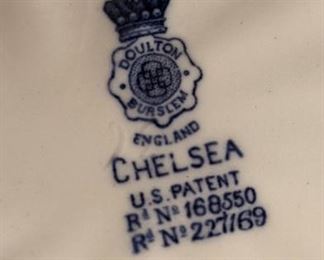 DOULTON
BURSLEM
ENGLAND
CHELSEA
U.S. PATENT
Rᵈ Nº 168550
Rᵈ Nº 227169